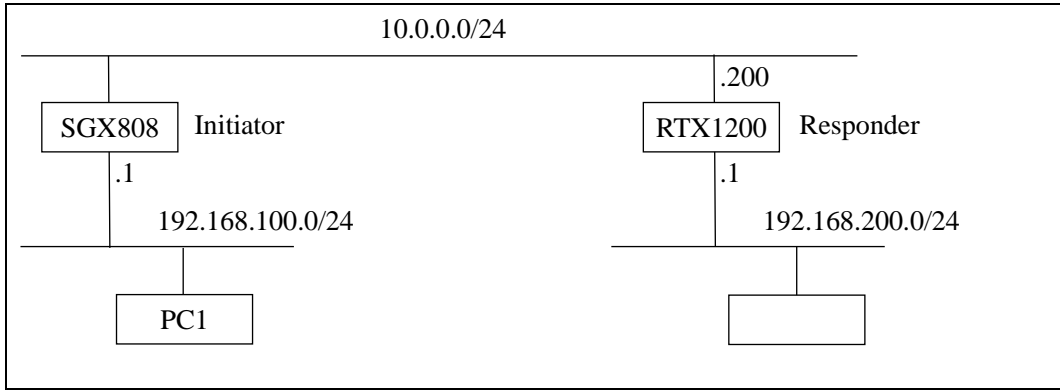 10.0.0.0/24
.200
SGX808 Initiator
RTX1200 Responder
.1
.1
192.168.100.0/24
192.168.200.0/24
PC1